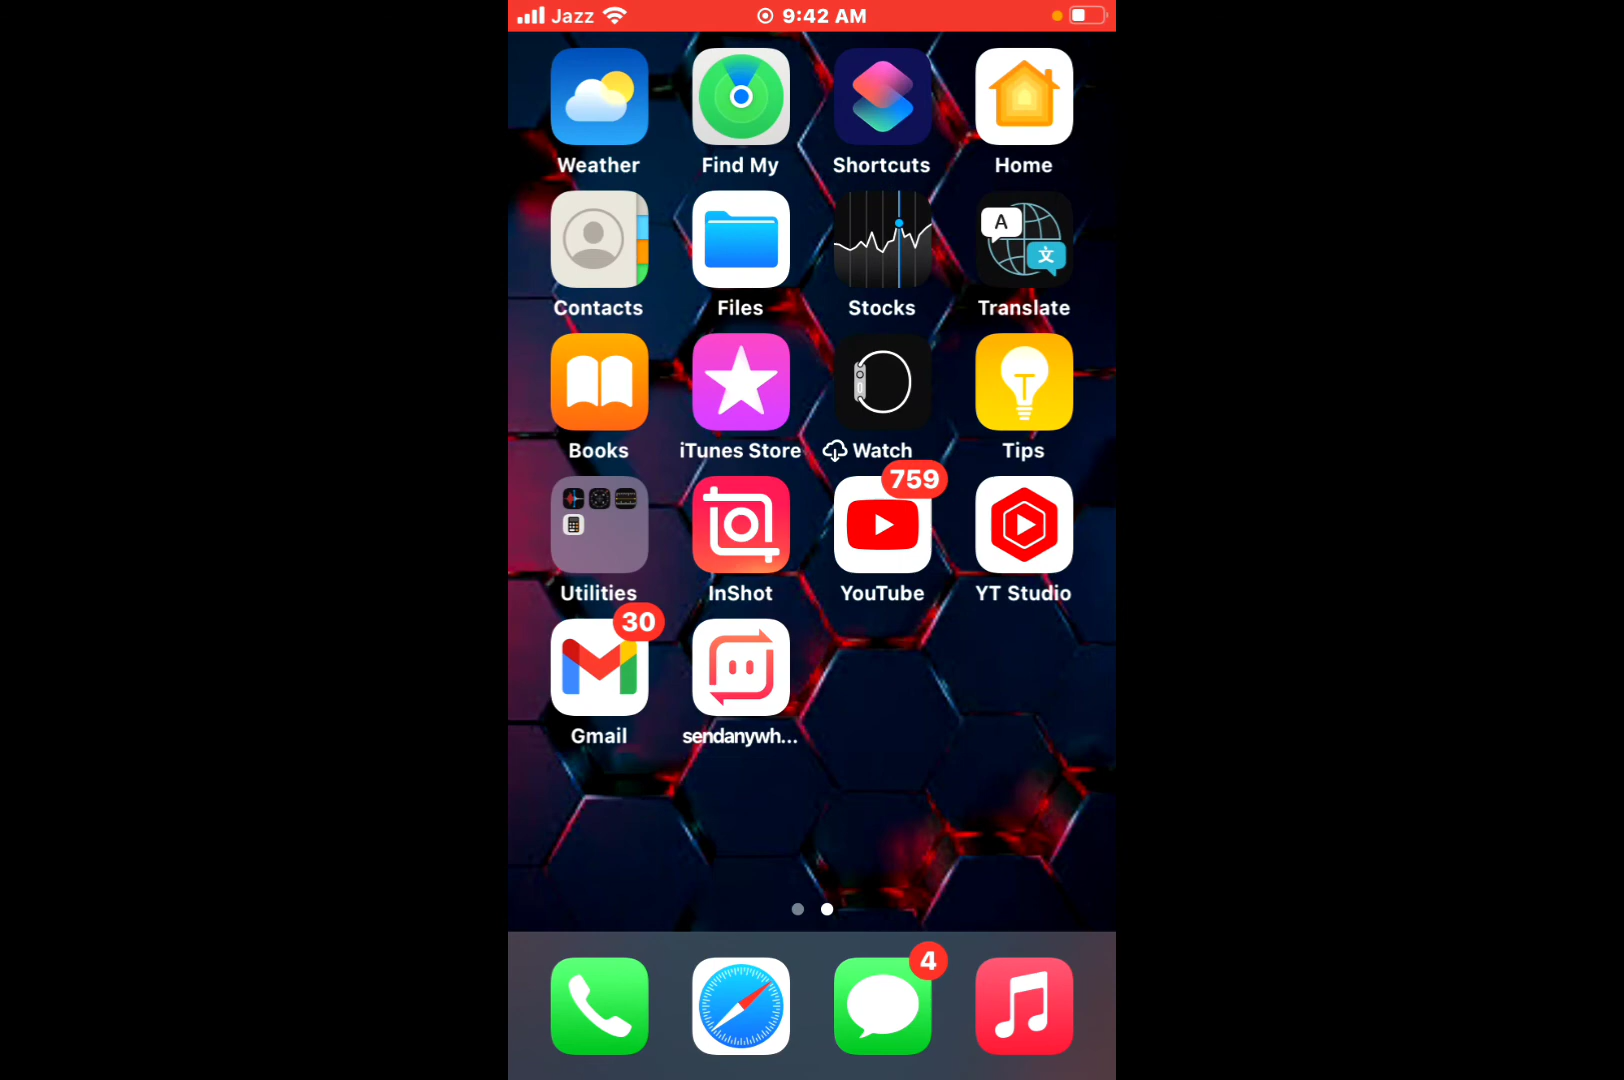 Jazz 9:42 AM
Weather Find My Shortcuts Home
A
文
Contacts Files Stocks Translate
Books iTunes Store Watch Tips
759
Utilities InShot YouTube YT Studio
30
Gmail sendanywh...
4